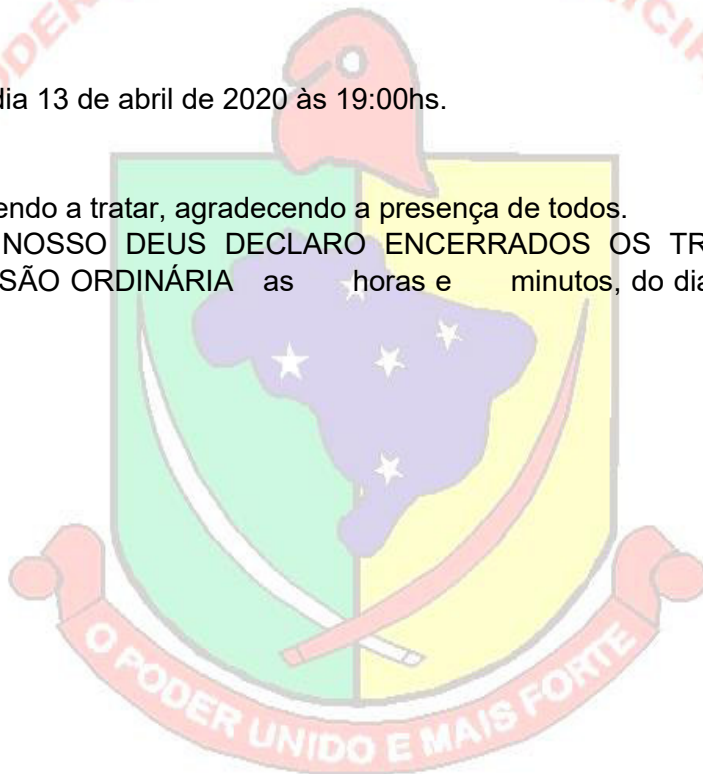 dia 13 de abril de 2020 às 19:00hs.
endo a tratar, agradecendo a presença de todos.
NOSSO DEUS DECLARO ENCERRADOS OS TR
SÃO ORDINÁRIA as horas e minutos, do dia
O PODER UNIDO E MAIS FORTE